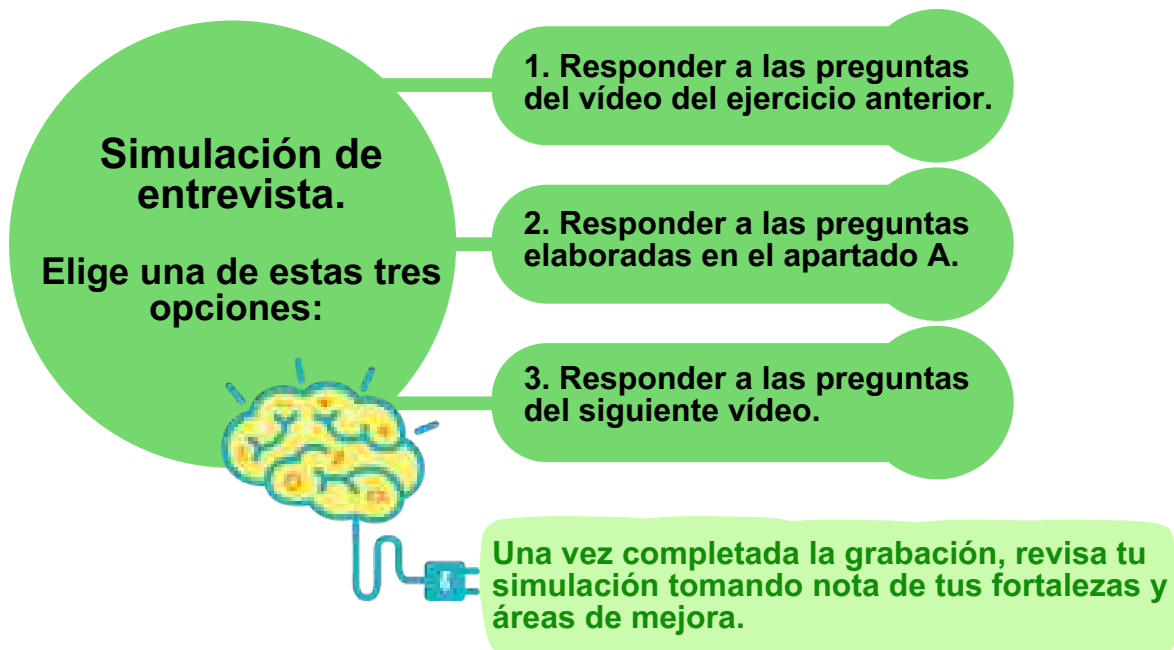 Simulación de
entrevista.
Elige una de estas tres
opciones:
1. Responder a las preguntas
del vídeo del ejercicio anterior.
2. Responder a las preguntas
elaboradas en el apartado A.
3. Responder a las preguntas
del siguiente vídeo.
Una vez completada la grabación, revisa tu
simulación tomando nota de tus fortalezas y
áreas de mejora.